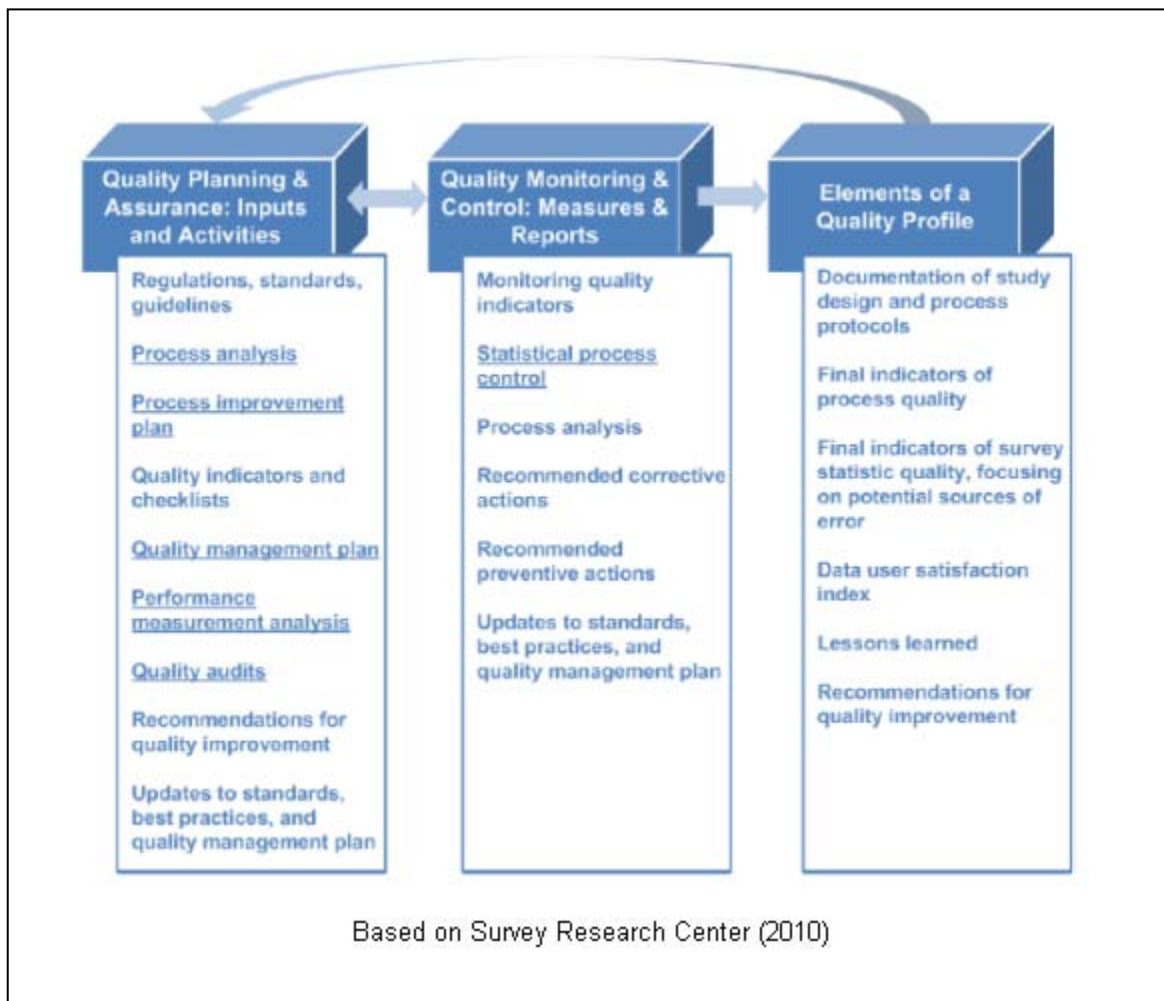 Quality Planning &
Assurance: Inputs
and Activities
Regulations, standards,
guidelines
Process analysis
Process improvement
plan
Quality indicators and
checklists
Quality management plan
Performance
measurement analysis
Quality audits
Recommendations for
quality improvement
Updates to standards,
best practices, and
quality management plan
Quality Monitoring &
Control: Measures &
Reports
Monitoring quality
indicators
Statistical process
control
Process analysis
Recommended corrective
actions
Recommended
preventive actions
Updates to standards,
best practices, and
quality management plan
Elements of a
Quality Profile
Documentation of study
design and process
protocols
Final indicators of
process quality
Final indicators of survey
statistic quality, focusing
on potential sources of
error
Data user satisfaction
index
Lessons learned
Recommendations for
quality improvement
Based on Survey Research Center (2010)